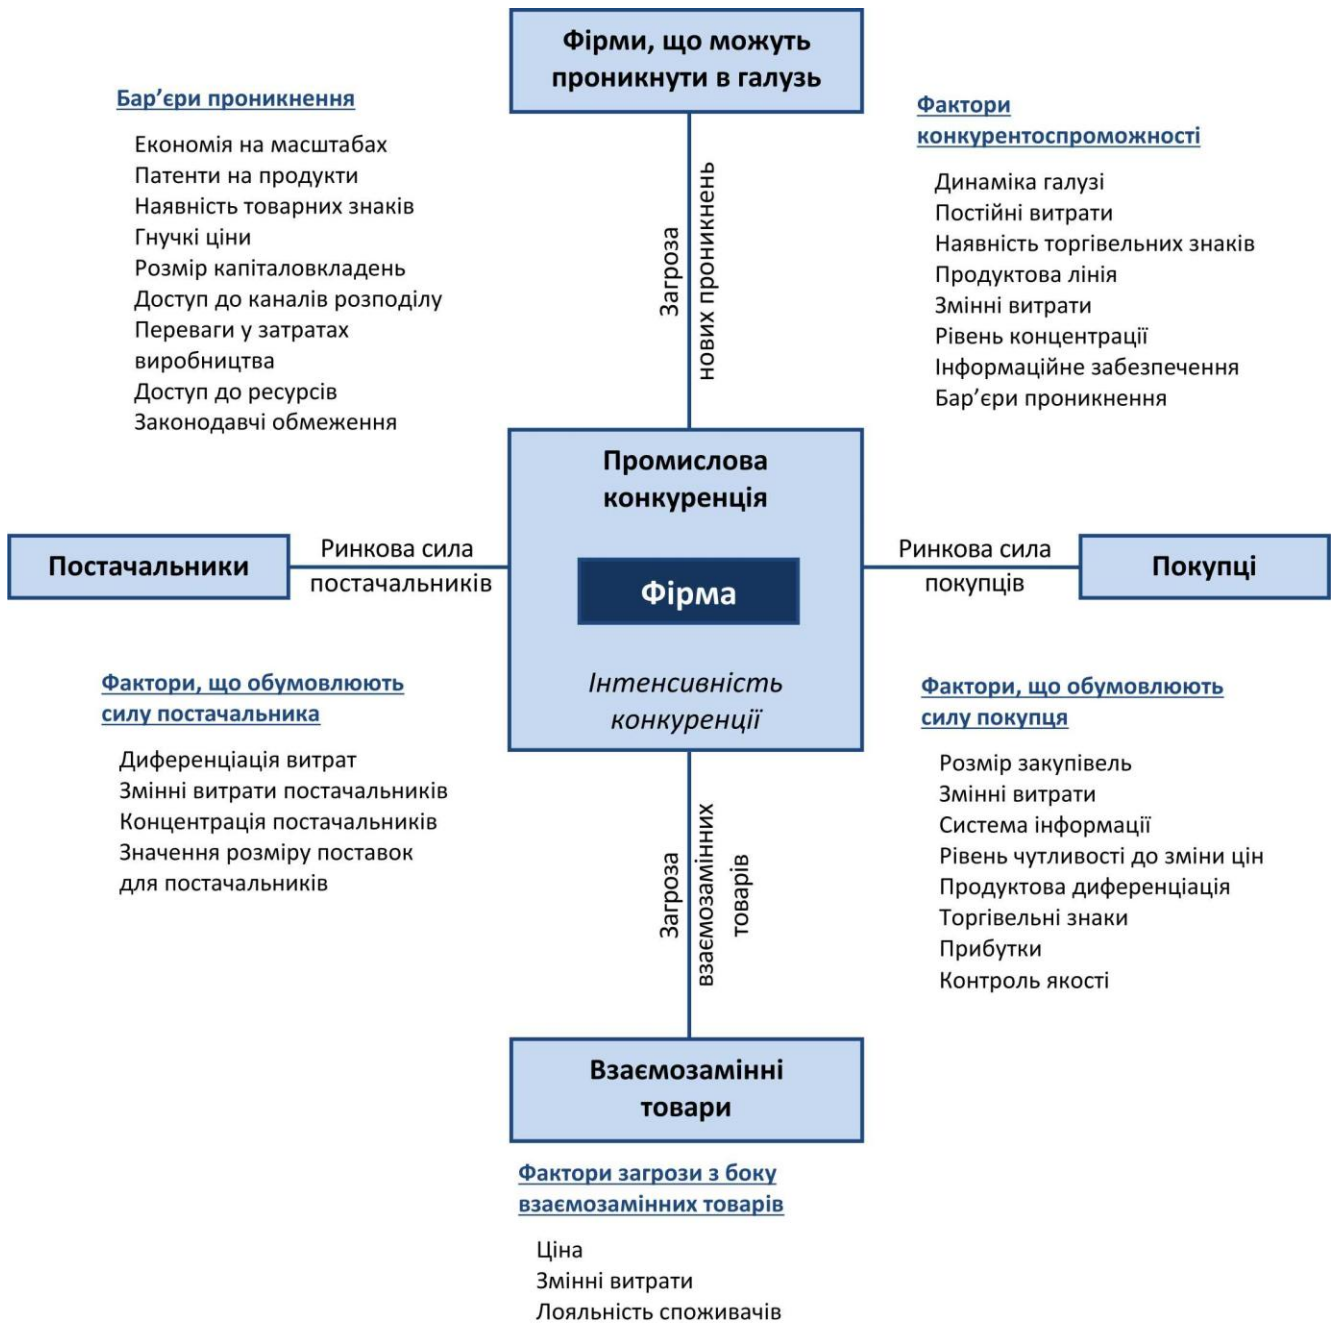 Фірми, що можуть
проникнути в галузь
Бар’єри проникнення
Економія на масштабах
Патенти на продукти
Наявність товарних знаків
Гнучкі ціни
Розмір капіталовкладень
Доступ до каналів розподілу
Переваги у затратах
виробництва
Доступ до ресурсів
Законодавчі обмеження
Загроза
нових проникнень
Фактори
конкурентоспроможності
Динаміка галузі
Постійні витрати
Наявність торгівельних знаків
Продуктова лінія
Змінні витрати
Рівень концентрації
Інформаційне забезпечення
Бар’єри проникнення
Постачальники
Ринкова сила
постачальників
Промислова
конкуренція
Фірма
Інтенсивність
конкуренції
Ринкова сила
покупців
Покупці
Фактори, що обумовлюють
силу постачальника
Диференціація витрат
Змінні витрати постачальників
Концентрація постачальників
Значення розміру поставок
для постачальників
Загроза
взаємозамінних
товарів
Фактори, що обумовлюють
силу покупця
Розмір закупівель
Змінні витрати
Система інформації
Рівень чутливості до зміни цін
Продуктова диференціація
Торгівельні знаки
Прибутки
Контроль якості
Взаємозамінні
товари
Фактори загрози з боку
взаємозамінних товарів
Ціна
Змінні витрати
Лояльність споживачів